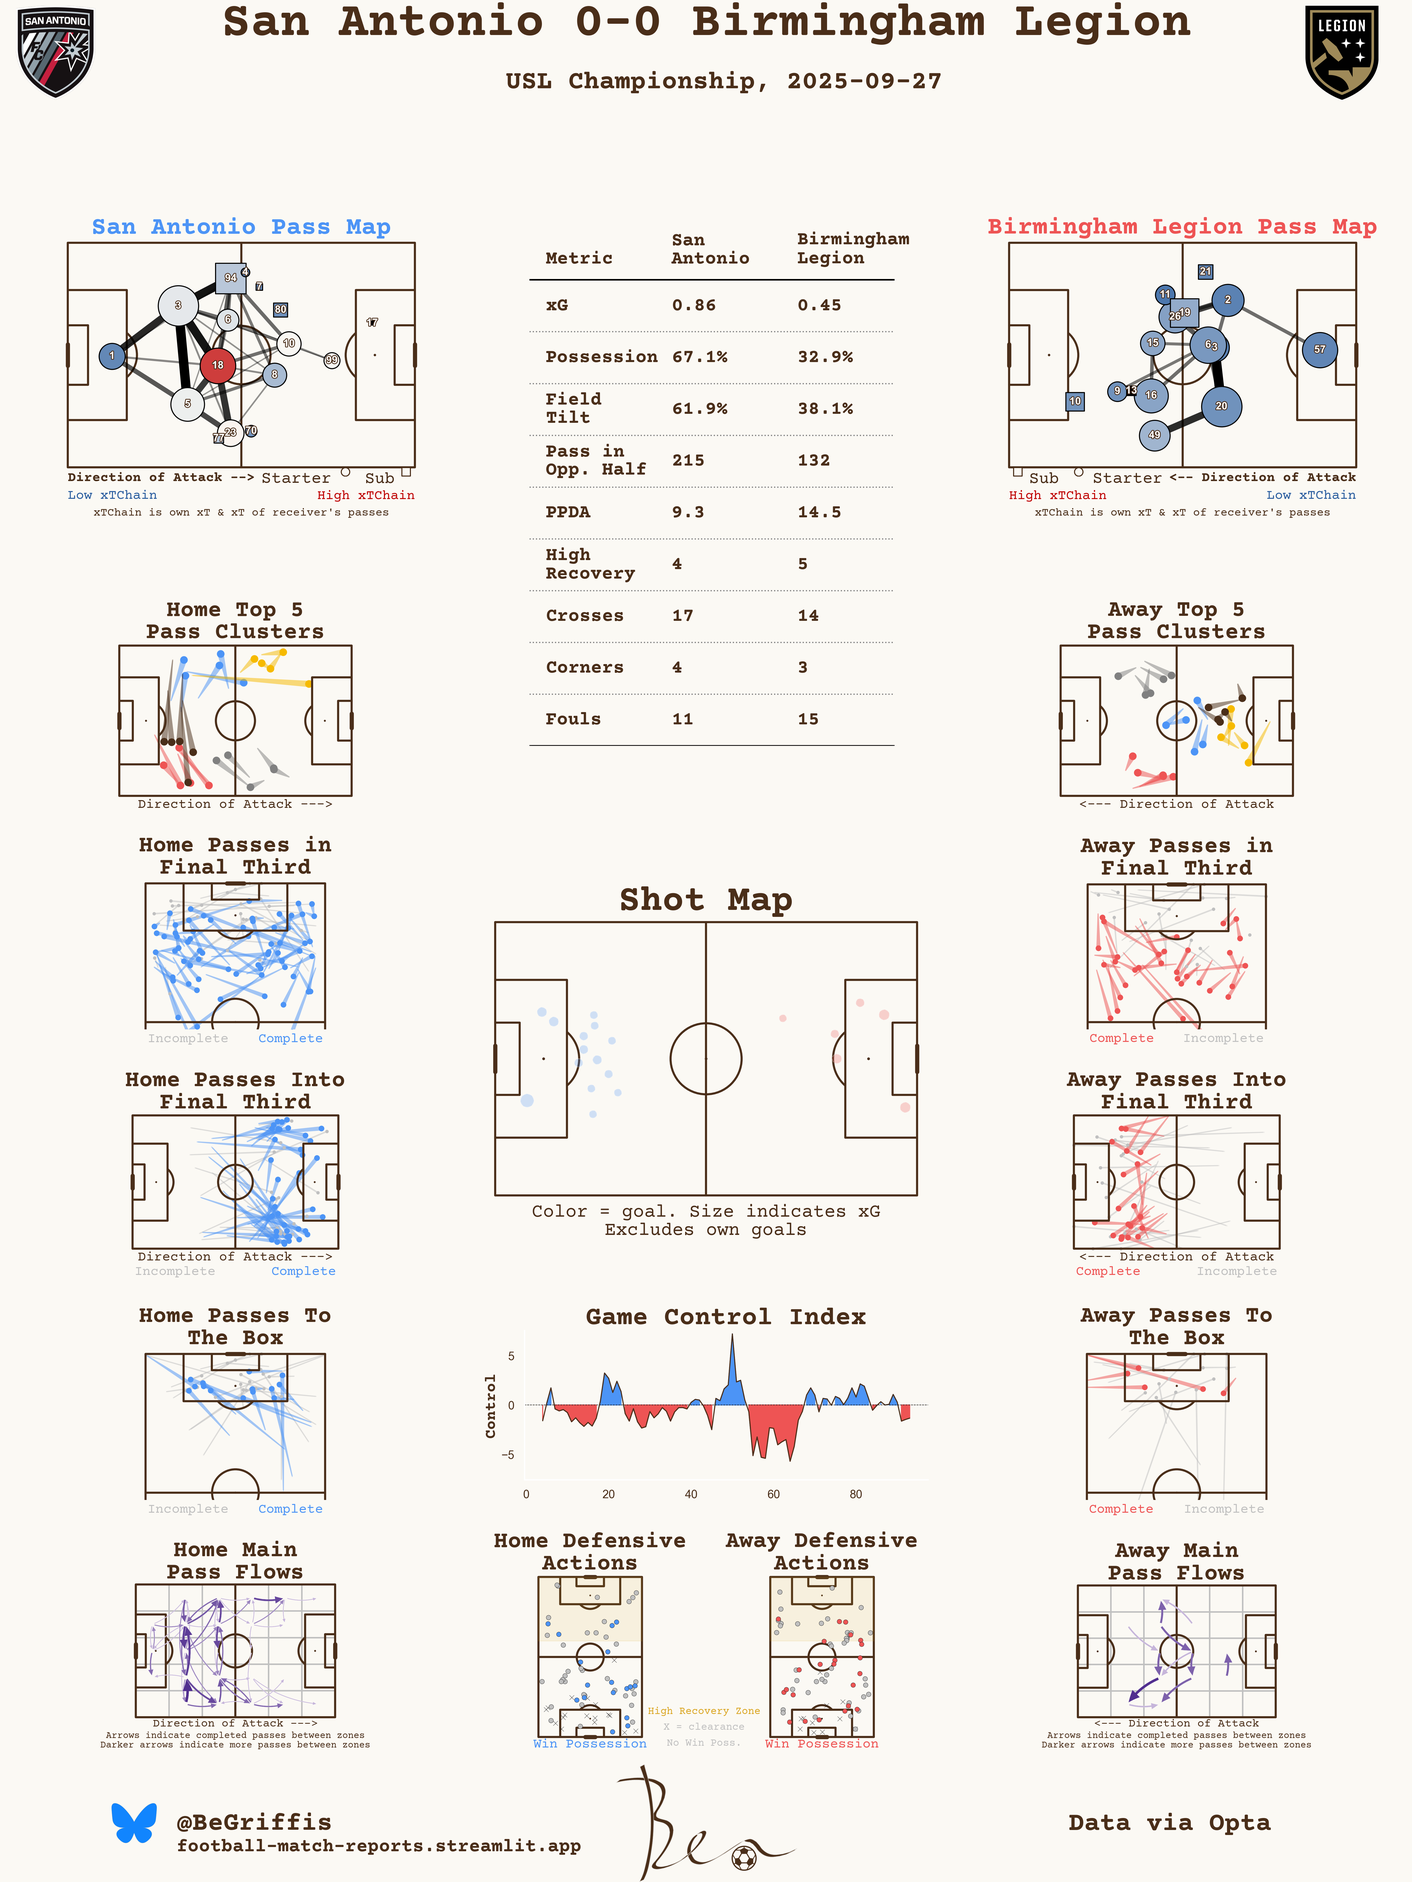 San Antonio 0-0 Birmingham Legion
USL Championship, 2025-09-27
SAN ANTONIO
FC
LEGION
San Antonio Pass Map
94
4
7
3
80
6
10
17
1
18
99
8
5
23
77
70
Direction of Attack --> Starter Sub
Low xTChain High xTChain
xTChain is own xT & xT of receiver's passes
Metric San Antonio Birmingham Legion
xG 0.86 0.45
Possession 67.1% 32.9%
Field Tilt 61.9% 38.1%
Pass in Opp. Half 215 132
PPDA 9.3 14.5
High Recovery 4 5
Crosses 17 14
Corners 4 3
Fouls 11 15
Birmingham Legion Pass Map
21
11
2
26
19
15
6
3
57
9
13
16
10
20
49
Sub Starter <-- Direction of Attack
High xTChain Low xTChain
xTChain is own xT & xT of receiver's passes
Home Top 5
Pass Clusters
Direction of Attack --->
Away Top 5
Pass Clusters
<--- Direction of Attack
Home Passes in
Final Third
Incomplete Complete
Away Passes in
Final Third
Complete Incomplete
Shot Map
Color = goal. Size indicates xG
Excludes own goals
Home Passes Into
Final Third
Direction of Attack --->
Incomplete Complete
Away Passes Into
Final Third
<--- Direction of Attack
Complete Incomplete
Home Passes To
The Box
Incomplete Complete
Game Control Index
Control
5
0
−5
0 20 40 60 80
Away Passes To
The Box
Complete Incomplete
Home Main
Pass Flows
Direction of Attack --->
Arrows indicate completed passes between zones
Darker arrows indicate more passes between zones
Home Defensive
Actions
Win Possession
High Recovery Zone
X = clearance
No Win Poss.
Away Defensive
Actions
Win Possession
Away Main
Pass Flows
<--- Direction of Attack
Arrows indicate completed passes between zones
Darker arrows indicate more passes between zones
@BeGriffis
football-match-reports.streamlit.app
Ben
Data via Opta